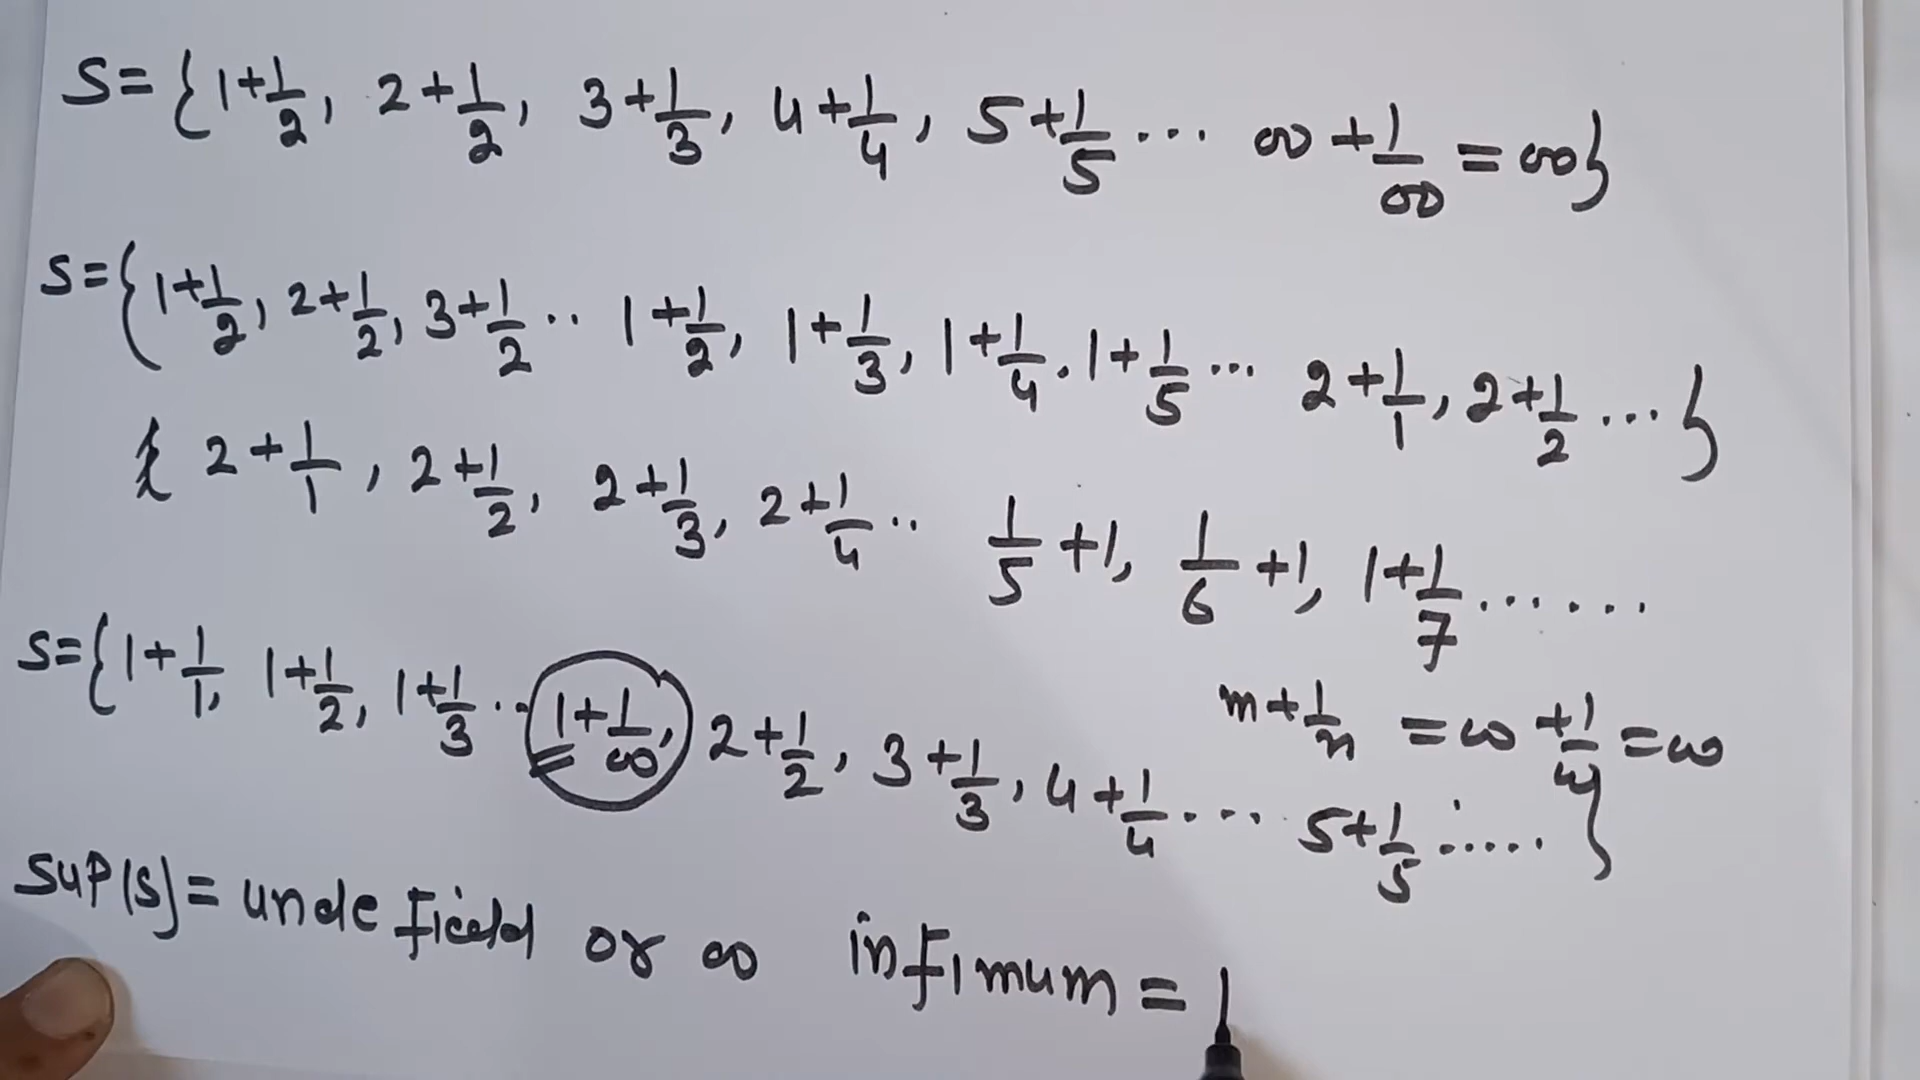 S={1+1/2, 2+1/2, 3+1/3, 4+1/4, 5+1/5 ... ∞+1/∞=∞}
S={1+1/2, 2+1/2, 3+1/2 .. 1+1/2, 1+1/3, 1+1/4. 1+1/5 ... 2+1/1, 2+1/2 ... }
{ 2+1/1, 2+1/2, 2+1/3, 2+1/4 .. 1/5+1, 1/6+1, 1+1/7 ......
m+1/n =∞+1/∞=∞
S={1+1/1, 1+1/2, 1+1/3 .. 1+1/∞, 2+1/2, 3+1/3, 4+1/4 .... 5+1/5 ...... }
sup(s)= undefield or ∞ infimum = 1